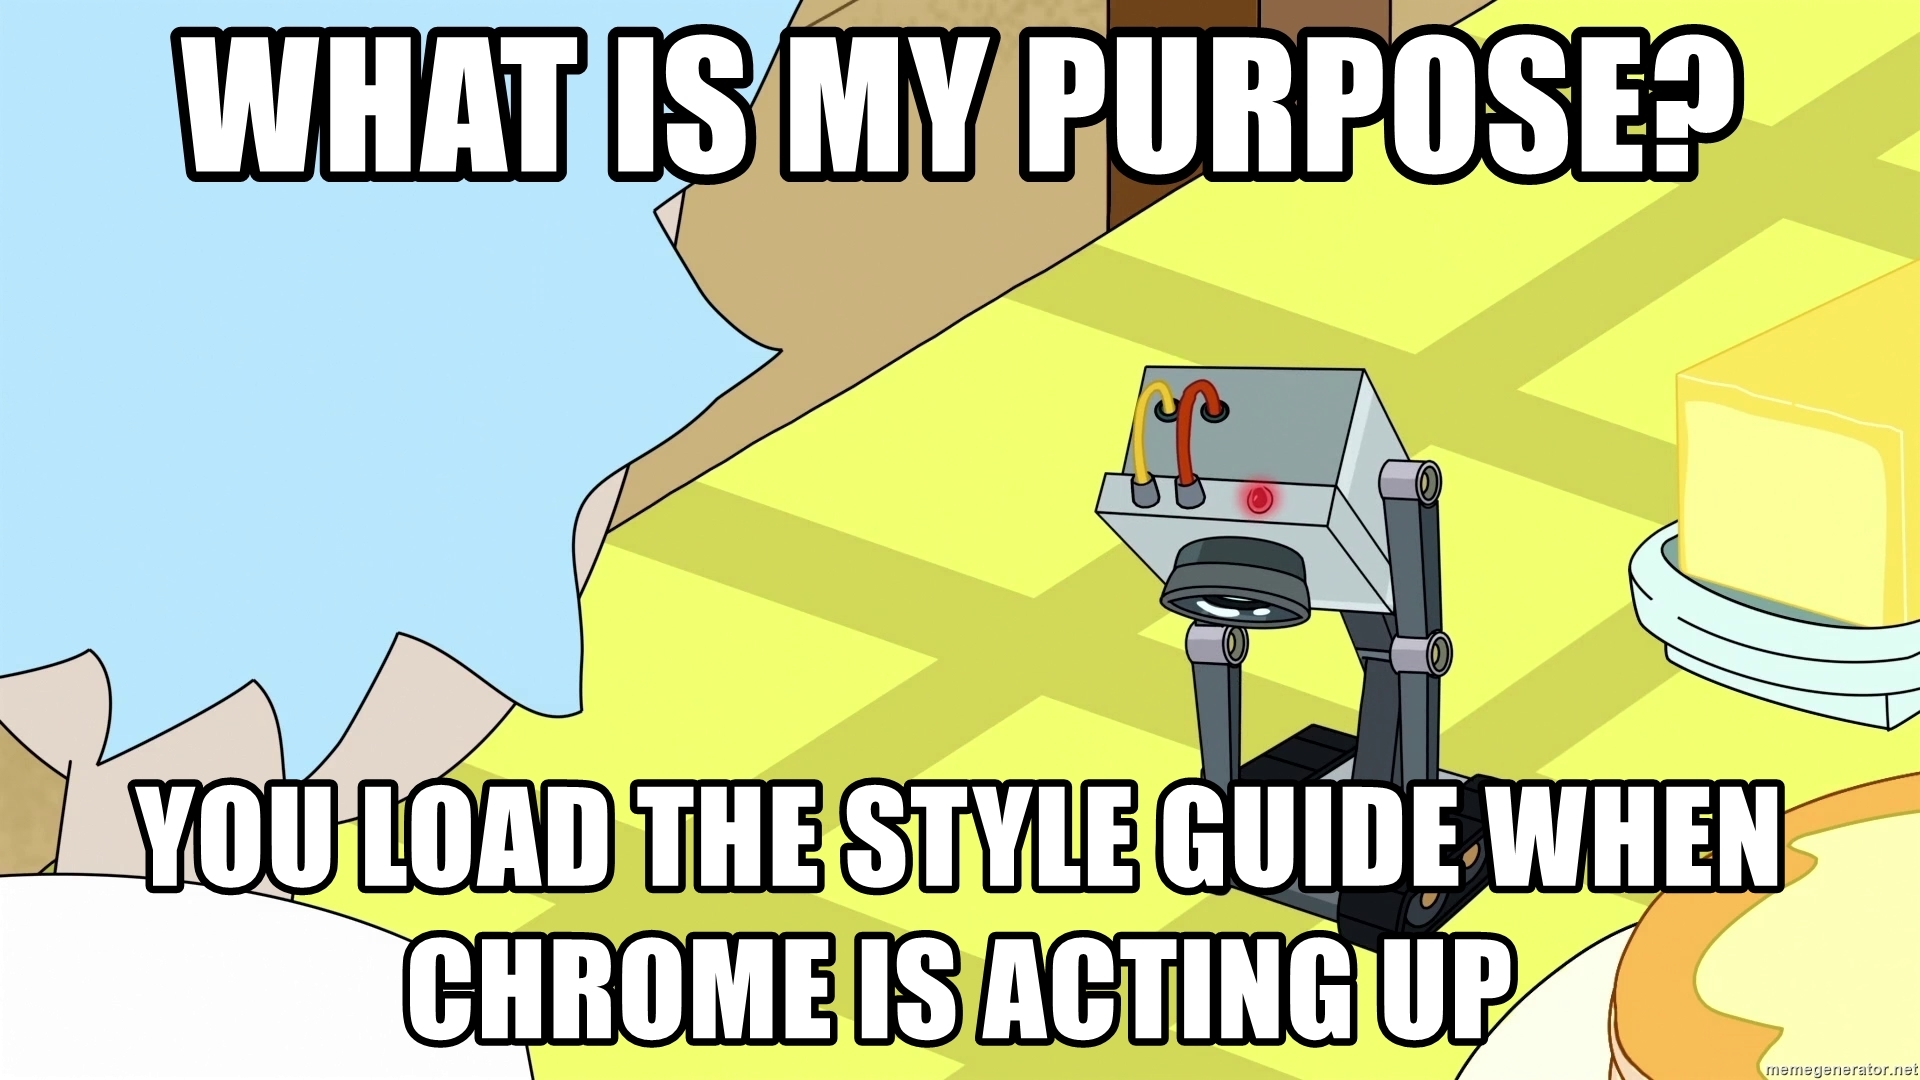 WHAT IS MY PURPOSE?
YOU LOAD THE STYLE GUIDE WHEN
CHROME IS ACTING UP
memegenerator.net